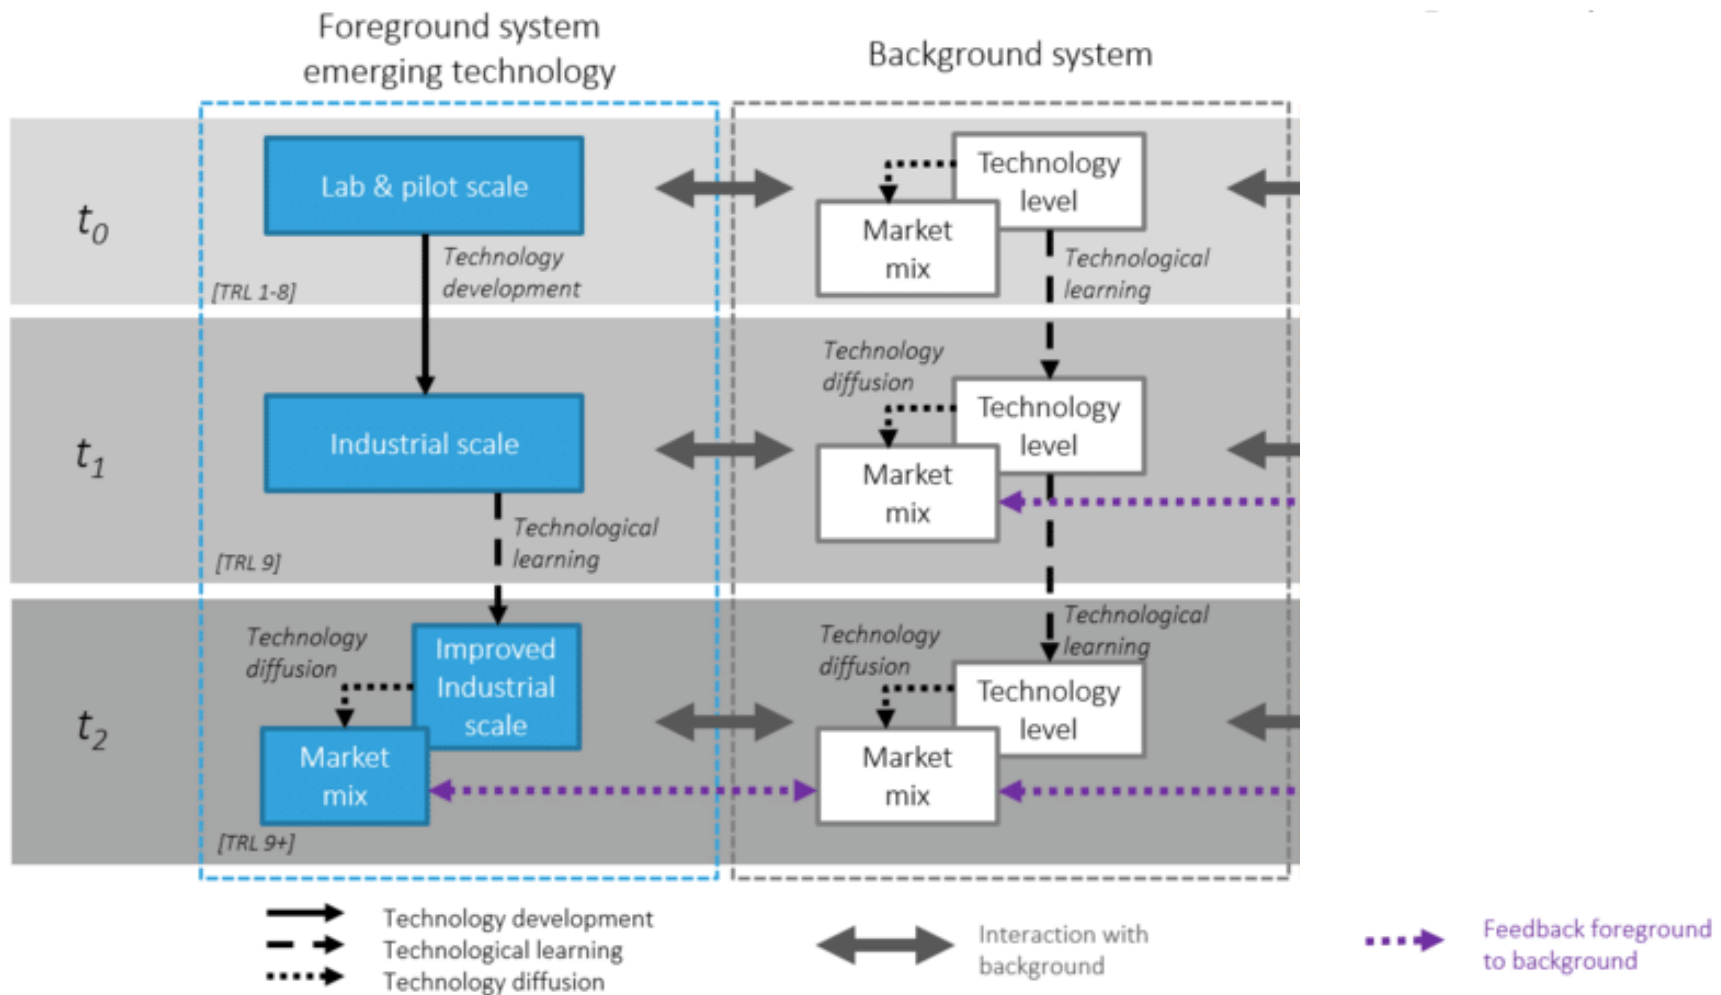 Foreground system
emerging technology
Background system
t0
Lab & pilot scale
Technology
development
[TRL 1-8]
Technology
level
Market
mix
Technological
learning
t1
Industrial scale
Technological
learning
[TRL 9]
Technology
diffusion
Technology
level
Market
mix
Technological
learning
t2
Technology
diffusion
Improved
Industrial
scale
Market
mix
[TRL 9+]
Technology
diffusion
Technology
level
Market
mix
Technology development
Technological learning
Technology diffusion
Interaction with
background
Feedback foreground
to background